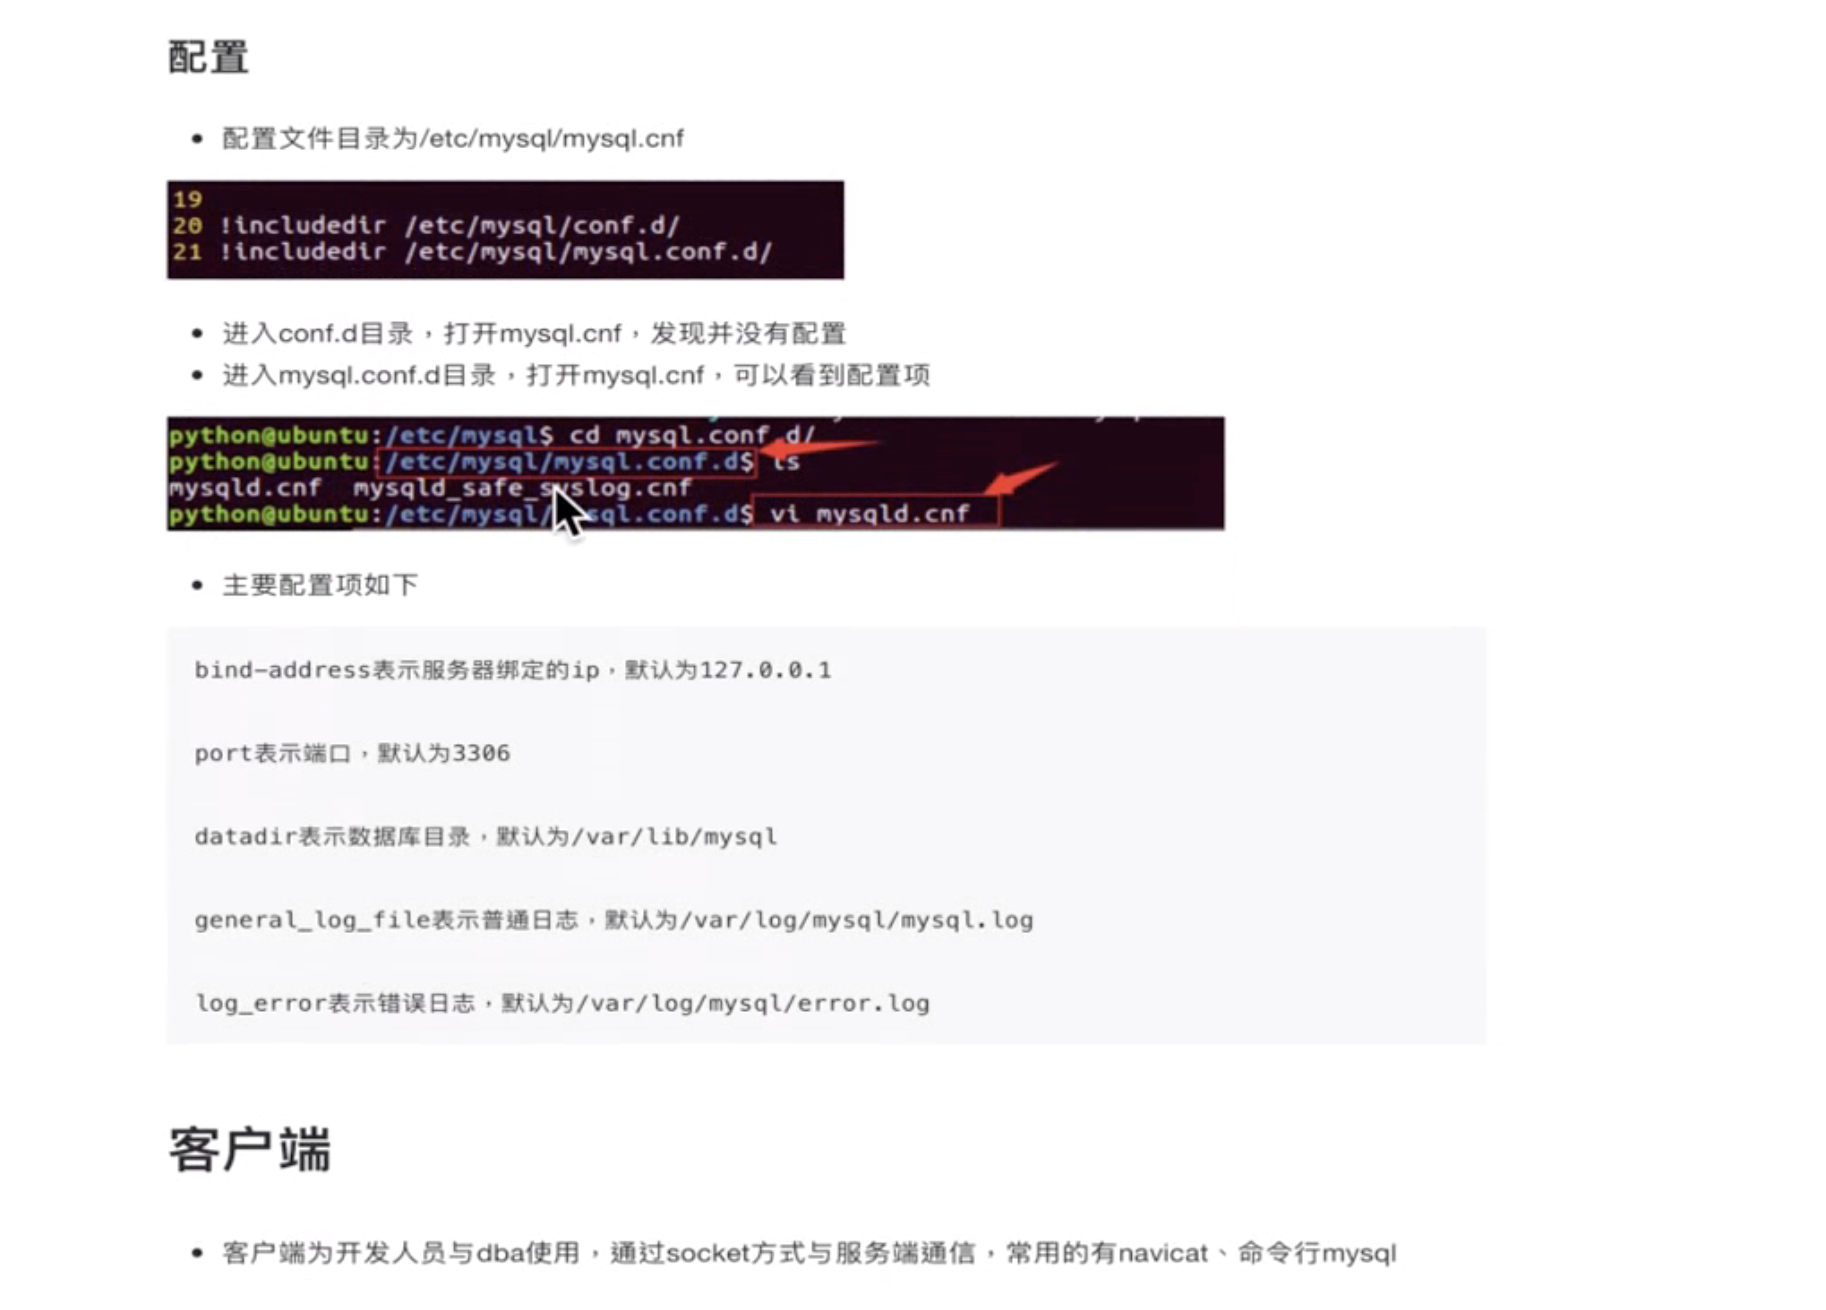 配置
配置文件目录为/etc/mysql/mysql.cnf
19
20 !includedir /etc/mysql/conf.d/
21 !includedir /etc/mysql/mysql.conf.d/
进入conf.d目录，打开mysql.cnf，发现并没有配置
进入mysql.conf.d目录，打开mysql.cnf，可以看到配置项
python@ubuntu:/etc/mysql$ cd mysql.conf.d/
python@ubuntu:/etc/mysql/mysql.conf.d$ ls
mysqld.cnf mysqld_safe_syslog.cnf
python@ubuntu:/etc/mysql/mysql.conf.d$ vi mysqld.cnf
主要配置项如下
bind-address表示服务器绑定的ip，默认为127.0.0.1
port表示端口，默认为3306
datadir表示数据库目录，默认为/var/lib/mysql
general_log_file表示普通日志，默认为/var/log/mysql/mysql.log
log_error表示错误日志，默认为/var/log/mysql/error.log
客户端
客户端为开发人员与dba使用，通过socket方式与服务端通信，常用的有navicat、命令行mysql